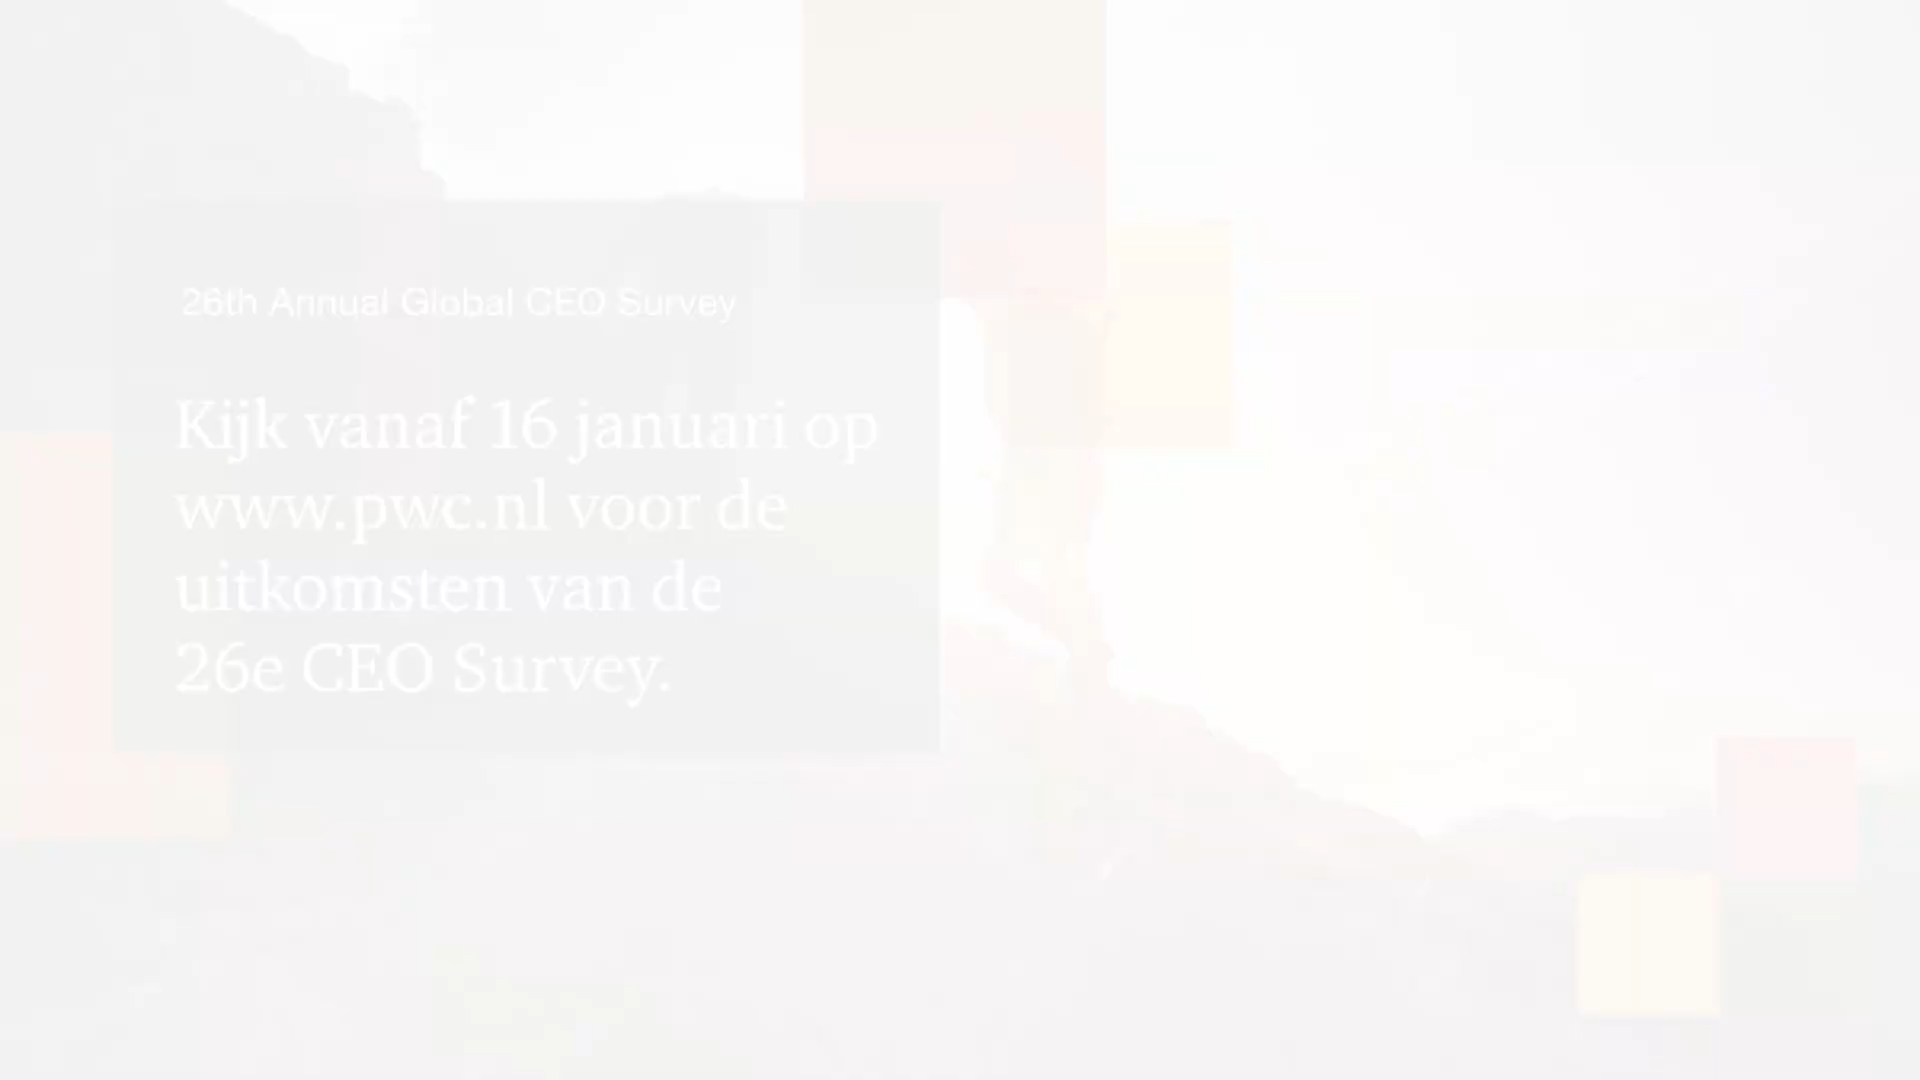 26th Annual Global CEO Survey
Kijk vanaf 16 januari op
www.pwc.nl voor de
uitkomsten van de
26e CEO Survey.